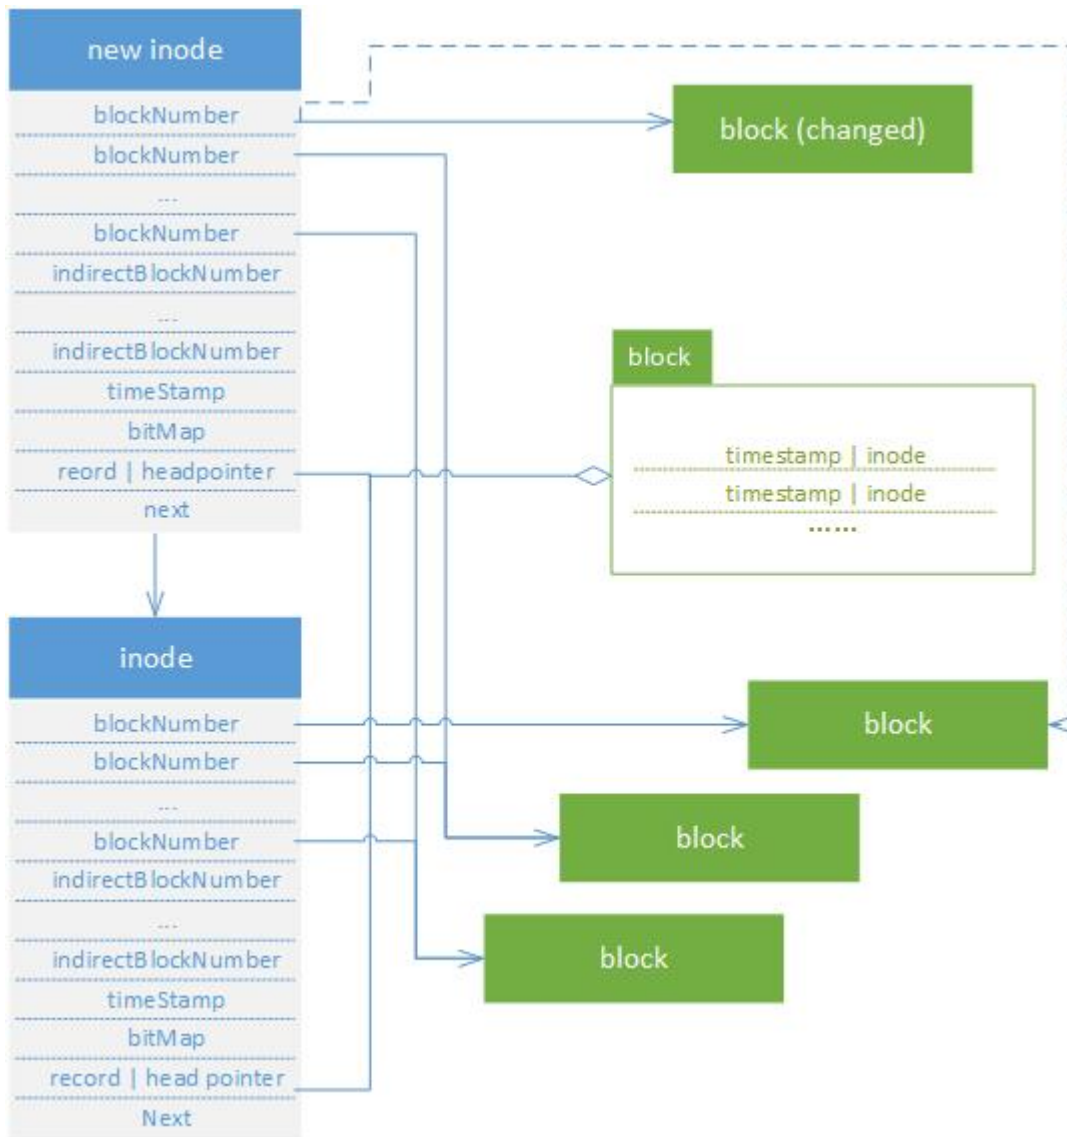 new inode
blockNumber
blockNumber
...
blockNumber
indirectBlockNumber
...
indirectBlockNumber
timeStamp
bitMap
reord | headpointer
next
block (changed)
block
timestamp | inode
timestamp | inode
......
inode
blockNumber
blockNumber
...
blockNumber
indirectBlockNumber
...
indirectBlockNumber
timeStamp
bitMap
record | head pointer
Next
block
block
block